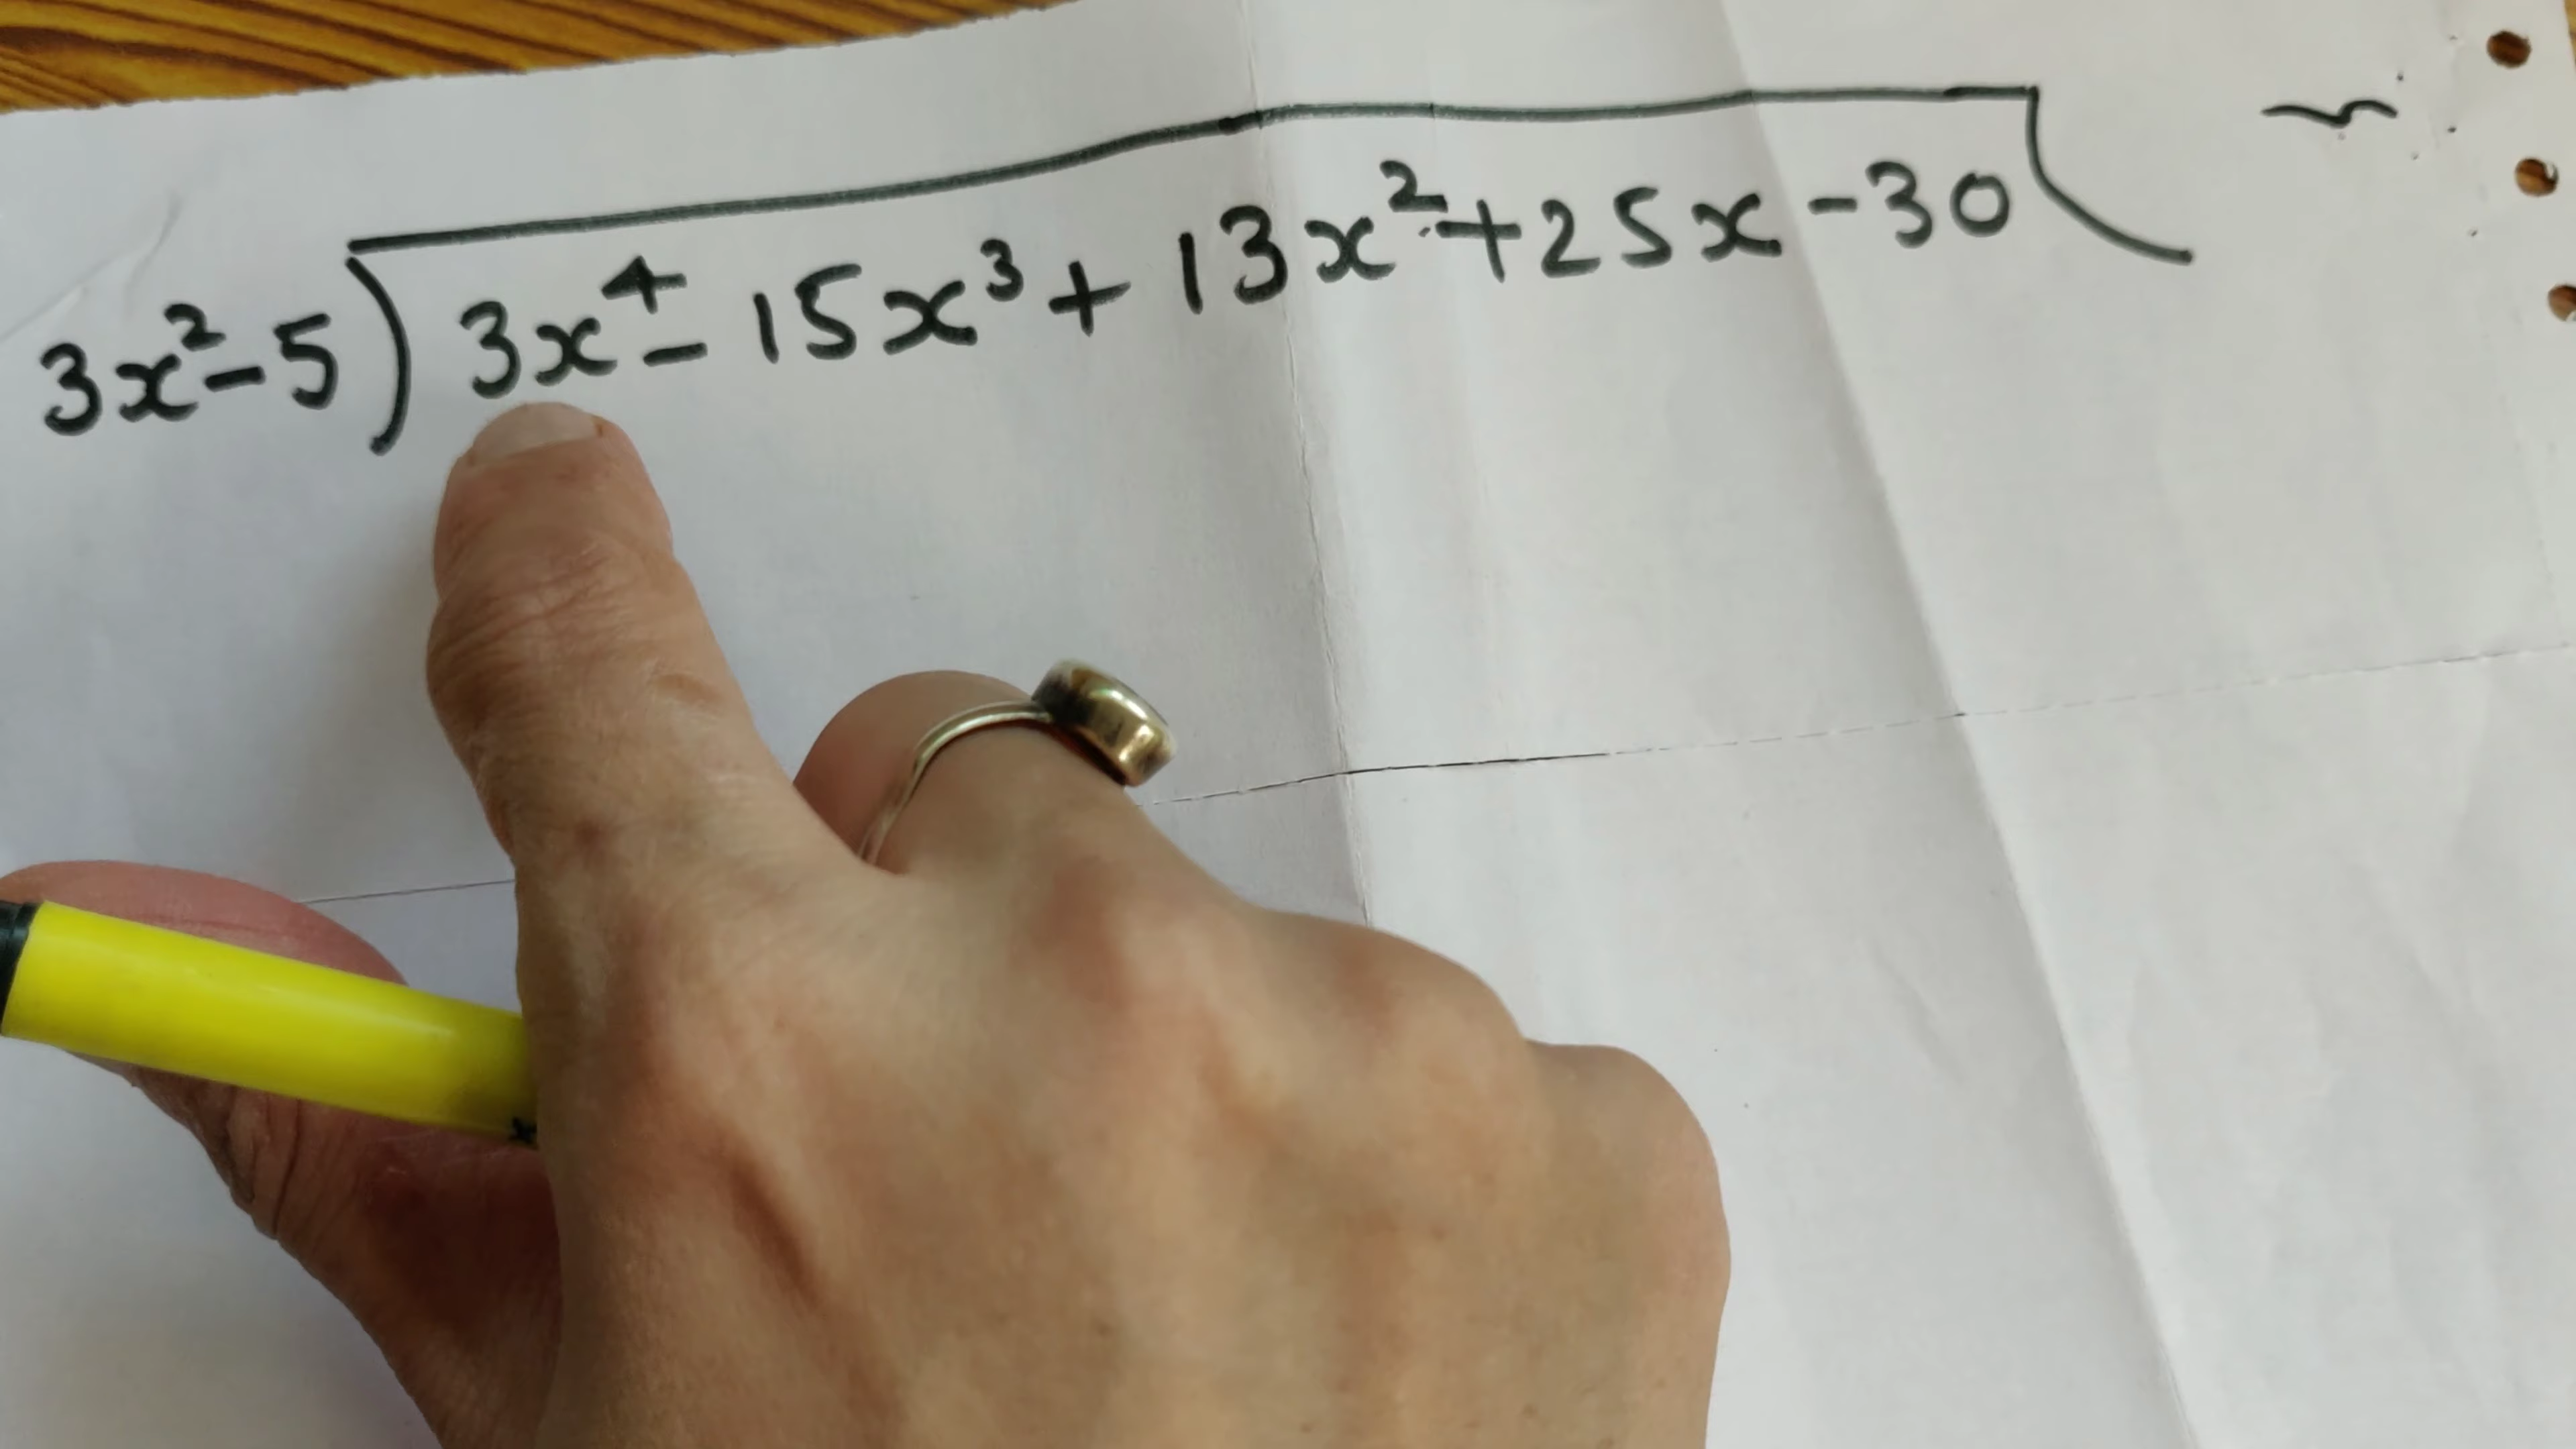 3x²-5) 3x⁴ - 15x³ + 13x² + 25x - 30 (